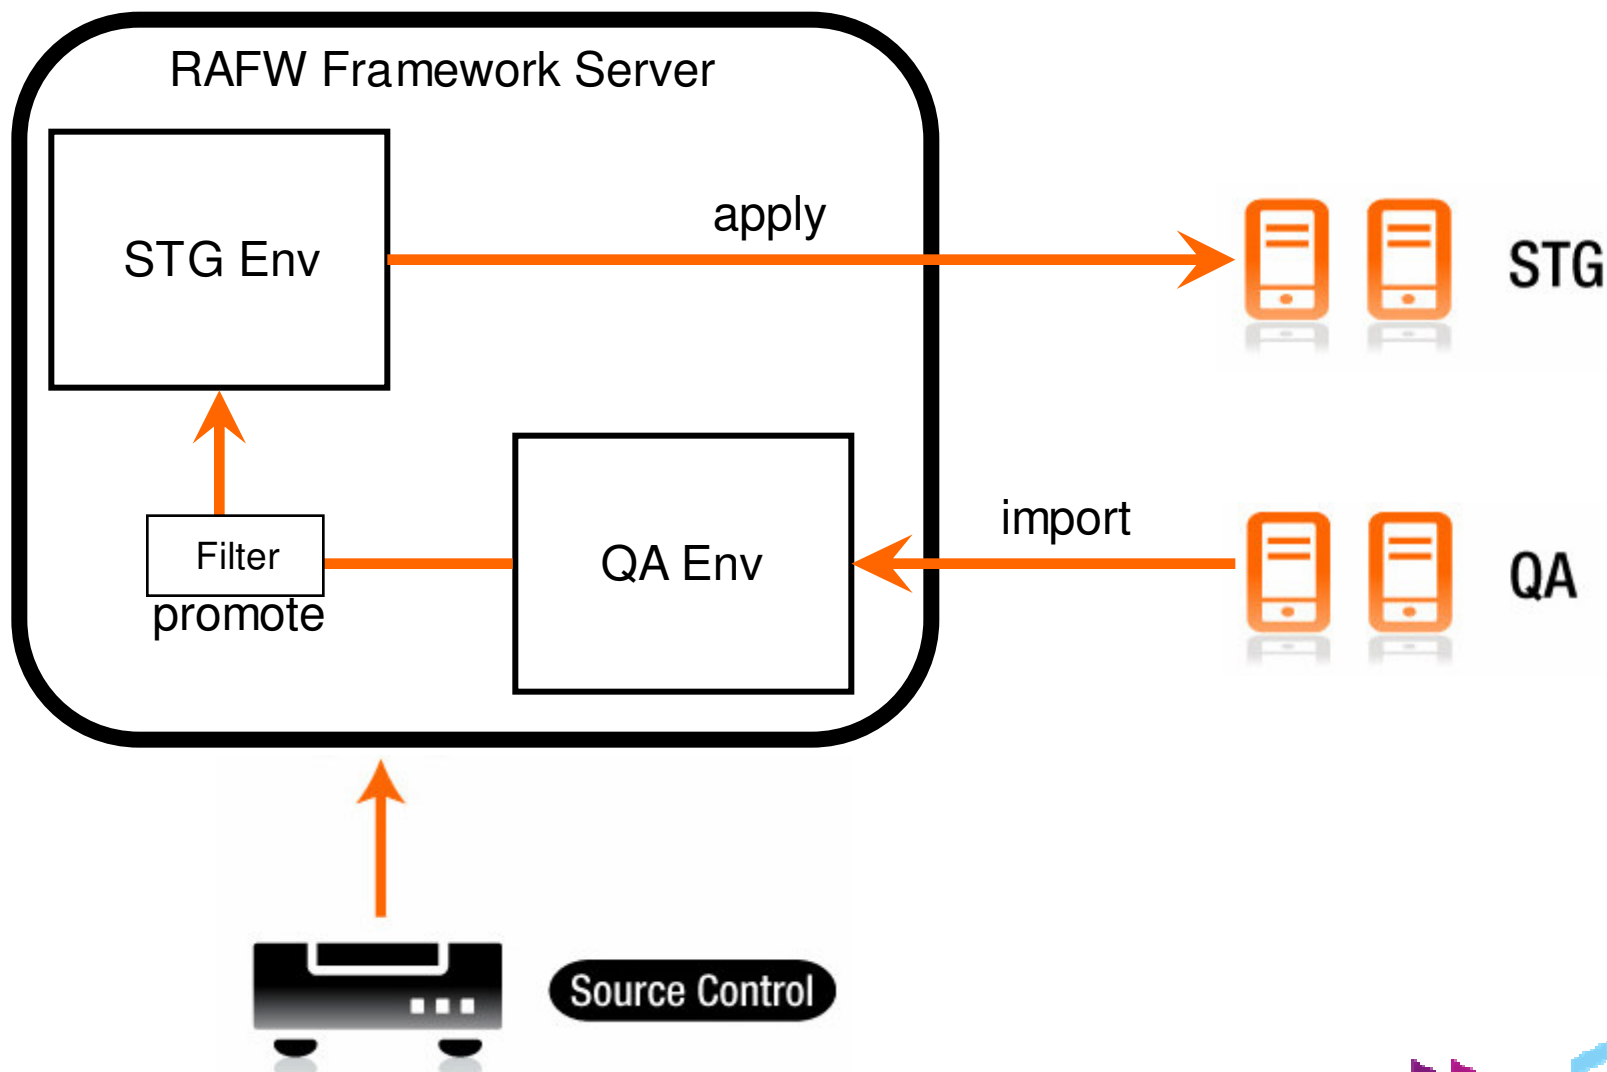 RAFW Framework Server
STG Env
apply
STG
Filter
promote
QA Env
import
QA
Source Control